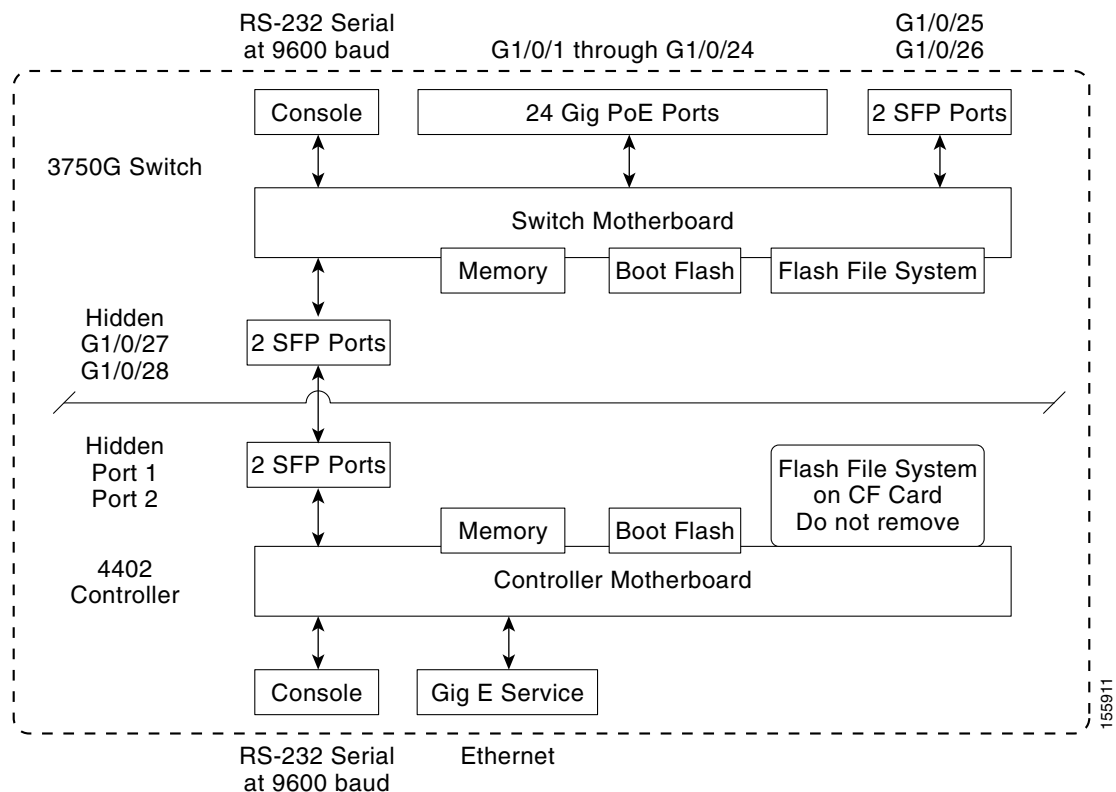 RS-232 Serial
at 9600 baud
G1/0/1 through G1/0/24
G1/0/25
G1/0/26
Console
24 Gig PoE Ports
2 SFP Ports
3750G Switch
Switch Motherboard
Memory
Boot Flash
Flash File System
Hidden
G1/0/27
G1/0/28
2 SFP Ports
Hidden
Port 1
Port 2
2 SFP Ports
Flash File System
on CF Card
Do not remove
Memory
Boot Flash
4402
Controller
Controller Motherboard
Console
Gig E Service
155911
RS-232 Serial
at 9600 baud
Ethernet